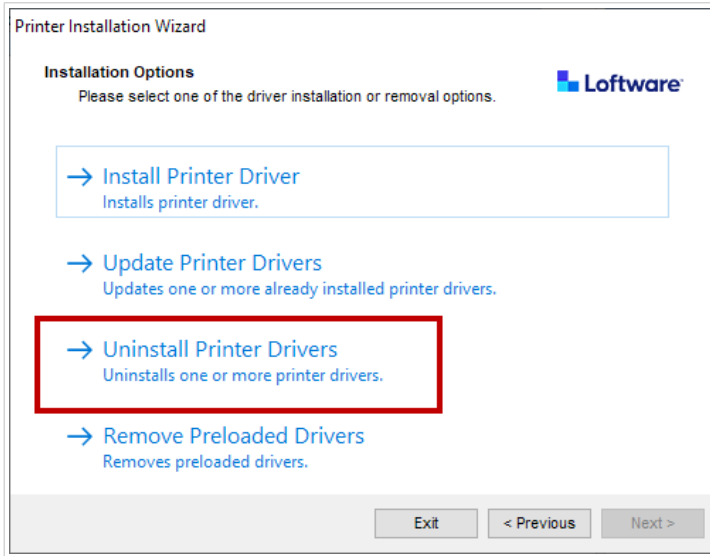 Printer Installation Wizard
Installation Options
Please select one of the driver installation or removal options.
Loftware
→ Install Printer Driver
Installs printer driver.
→ Update Printer Drivers
Updates one or more already installed printer drivers.
→ Uninstall Printer Drivers
Uninstalls one or more printer drivers.
→ Remove Preloaded Drivers
Removes preloaded drivers.
Exit < Previous Next >